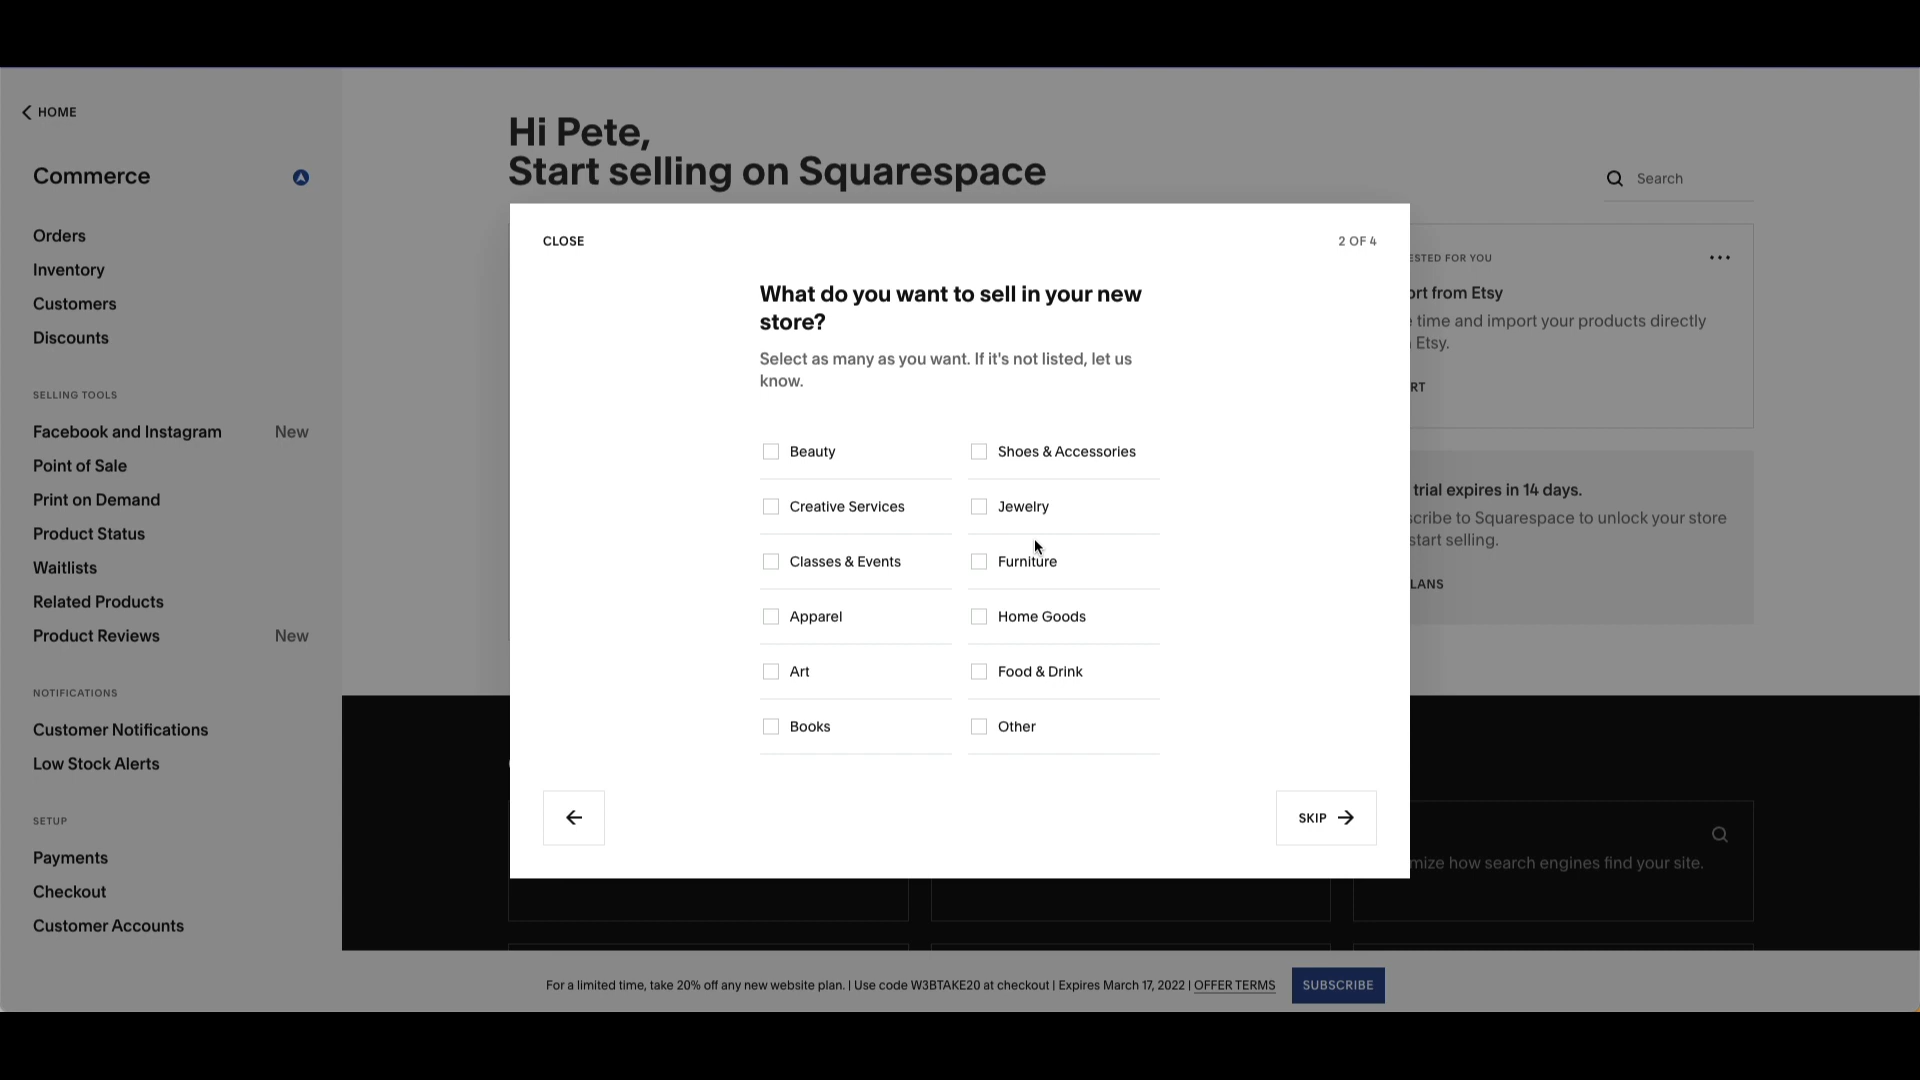 HOME
Commerce
Orders
Inventory
Customers
Discounts
SELLING TOOLS
Facebook and Instagram New
Point of Sale
Print on Demand
Product Status
Waitlists
Related Products
Product Reviews New
NOTIFICATIONS
Customer Notifications
Low Stock Alerts
SETUP
Payments
Checkout
Customer Accounts
Hi Pete,
Start selling on Squarespace
Search
CLOSE
2 OF 4
What do you want to sell in your new
store?
Select as many as you want. If it's not listed, let us
know.
Beauty
Shoes & Accessories
Creative Services
Jewelry
Classes & Events
Furniture
Apparel
Home Goods
Art
Food & Drink
Books
Other
SKIP
FOR YOU
from Etsy
time and import your products directly
Etsy.
trial expires in 14 days.
to Squarespace to unlock your store
start selling.
how search engines find your site.
For a limited time, take 20% off any new website plan. | Use code W3BTAKE20 at checkout | Expires March 17, 2022 | OFFER TERMS
SUBSCRIBE